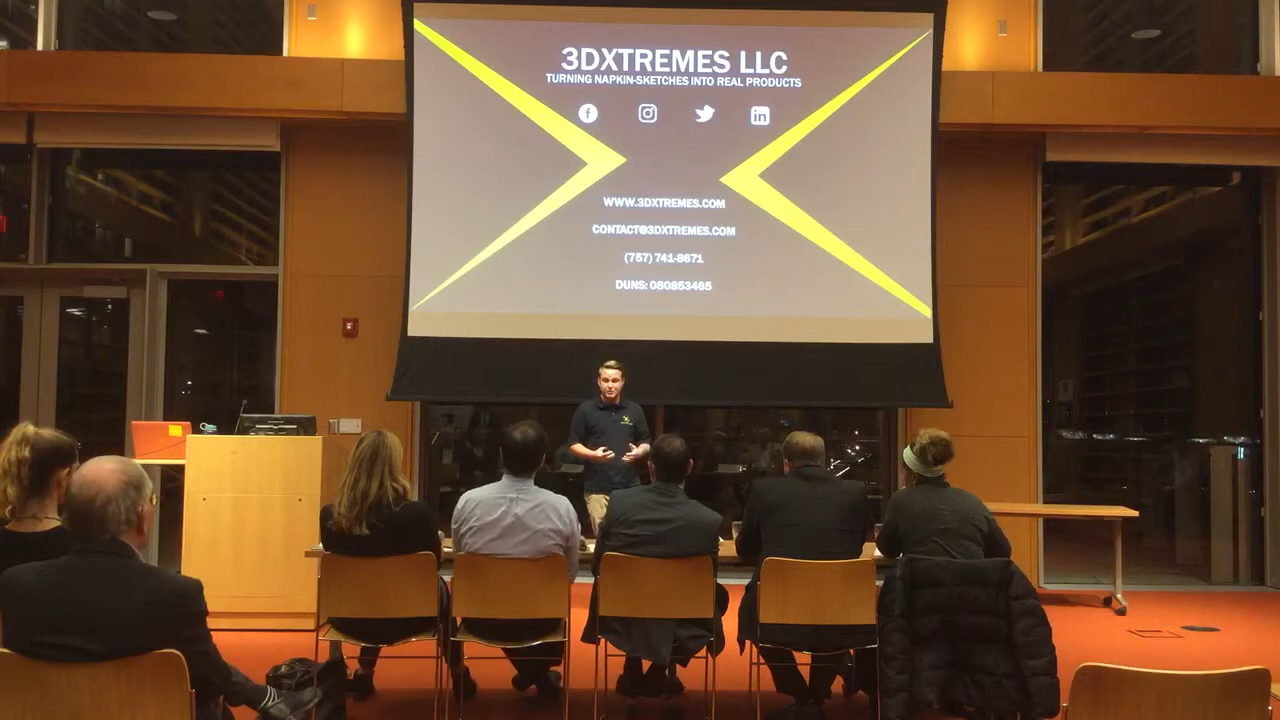 3DXTREMES LLC
TURNING NAPKIN-SKETCHES INTO REAL PRODUCTS
WWW.3DXTREMES.COM
CONTACT@3DXTREMES.COM
(757) 741-8671
DUNS: 080853465